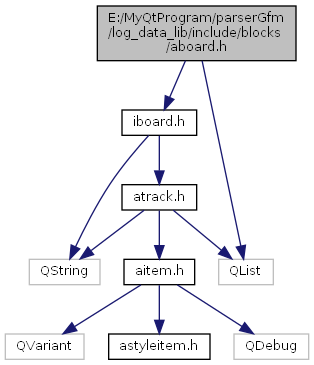 E:/MyQtProgram/parserGfm
/log_data_lib/include/blocks
/aboard.h
iboard.h
atrack.h
QString
aitem.h
QList
QVariant
astyleitem.h
QDebug